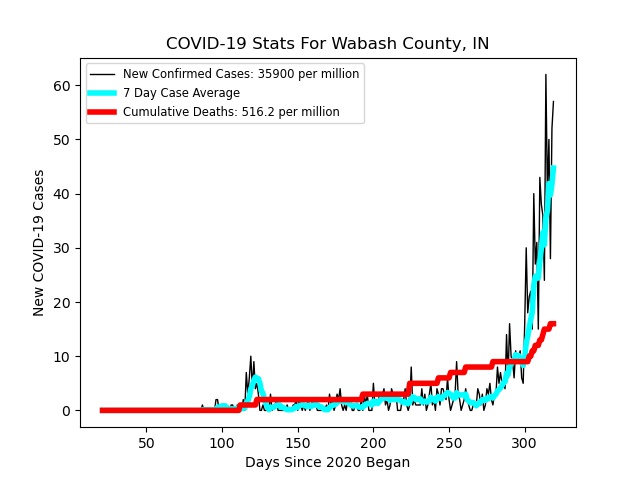 COVID-19 Stats For Wabash County, IN
New Confirmed Cases: 35900 per million
7 Day Case Average
Cumulative Deaths: 516.2 per million
New COVID-19 Cases
60
50
40
30
20
10
0
50 100 150 200 250 300
Days Since 2020 Began